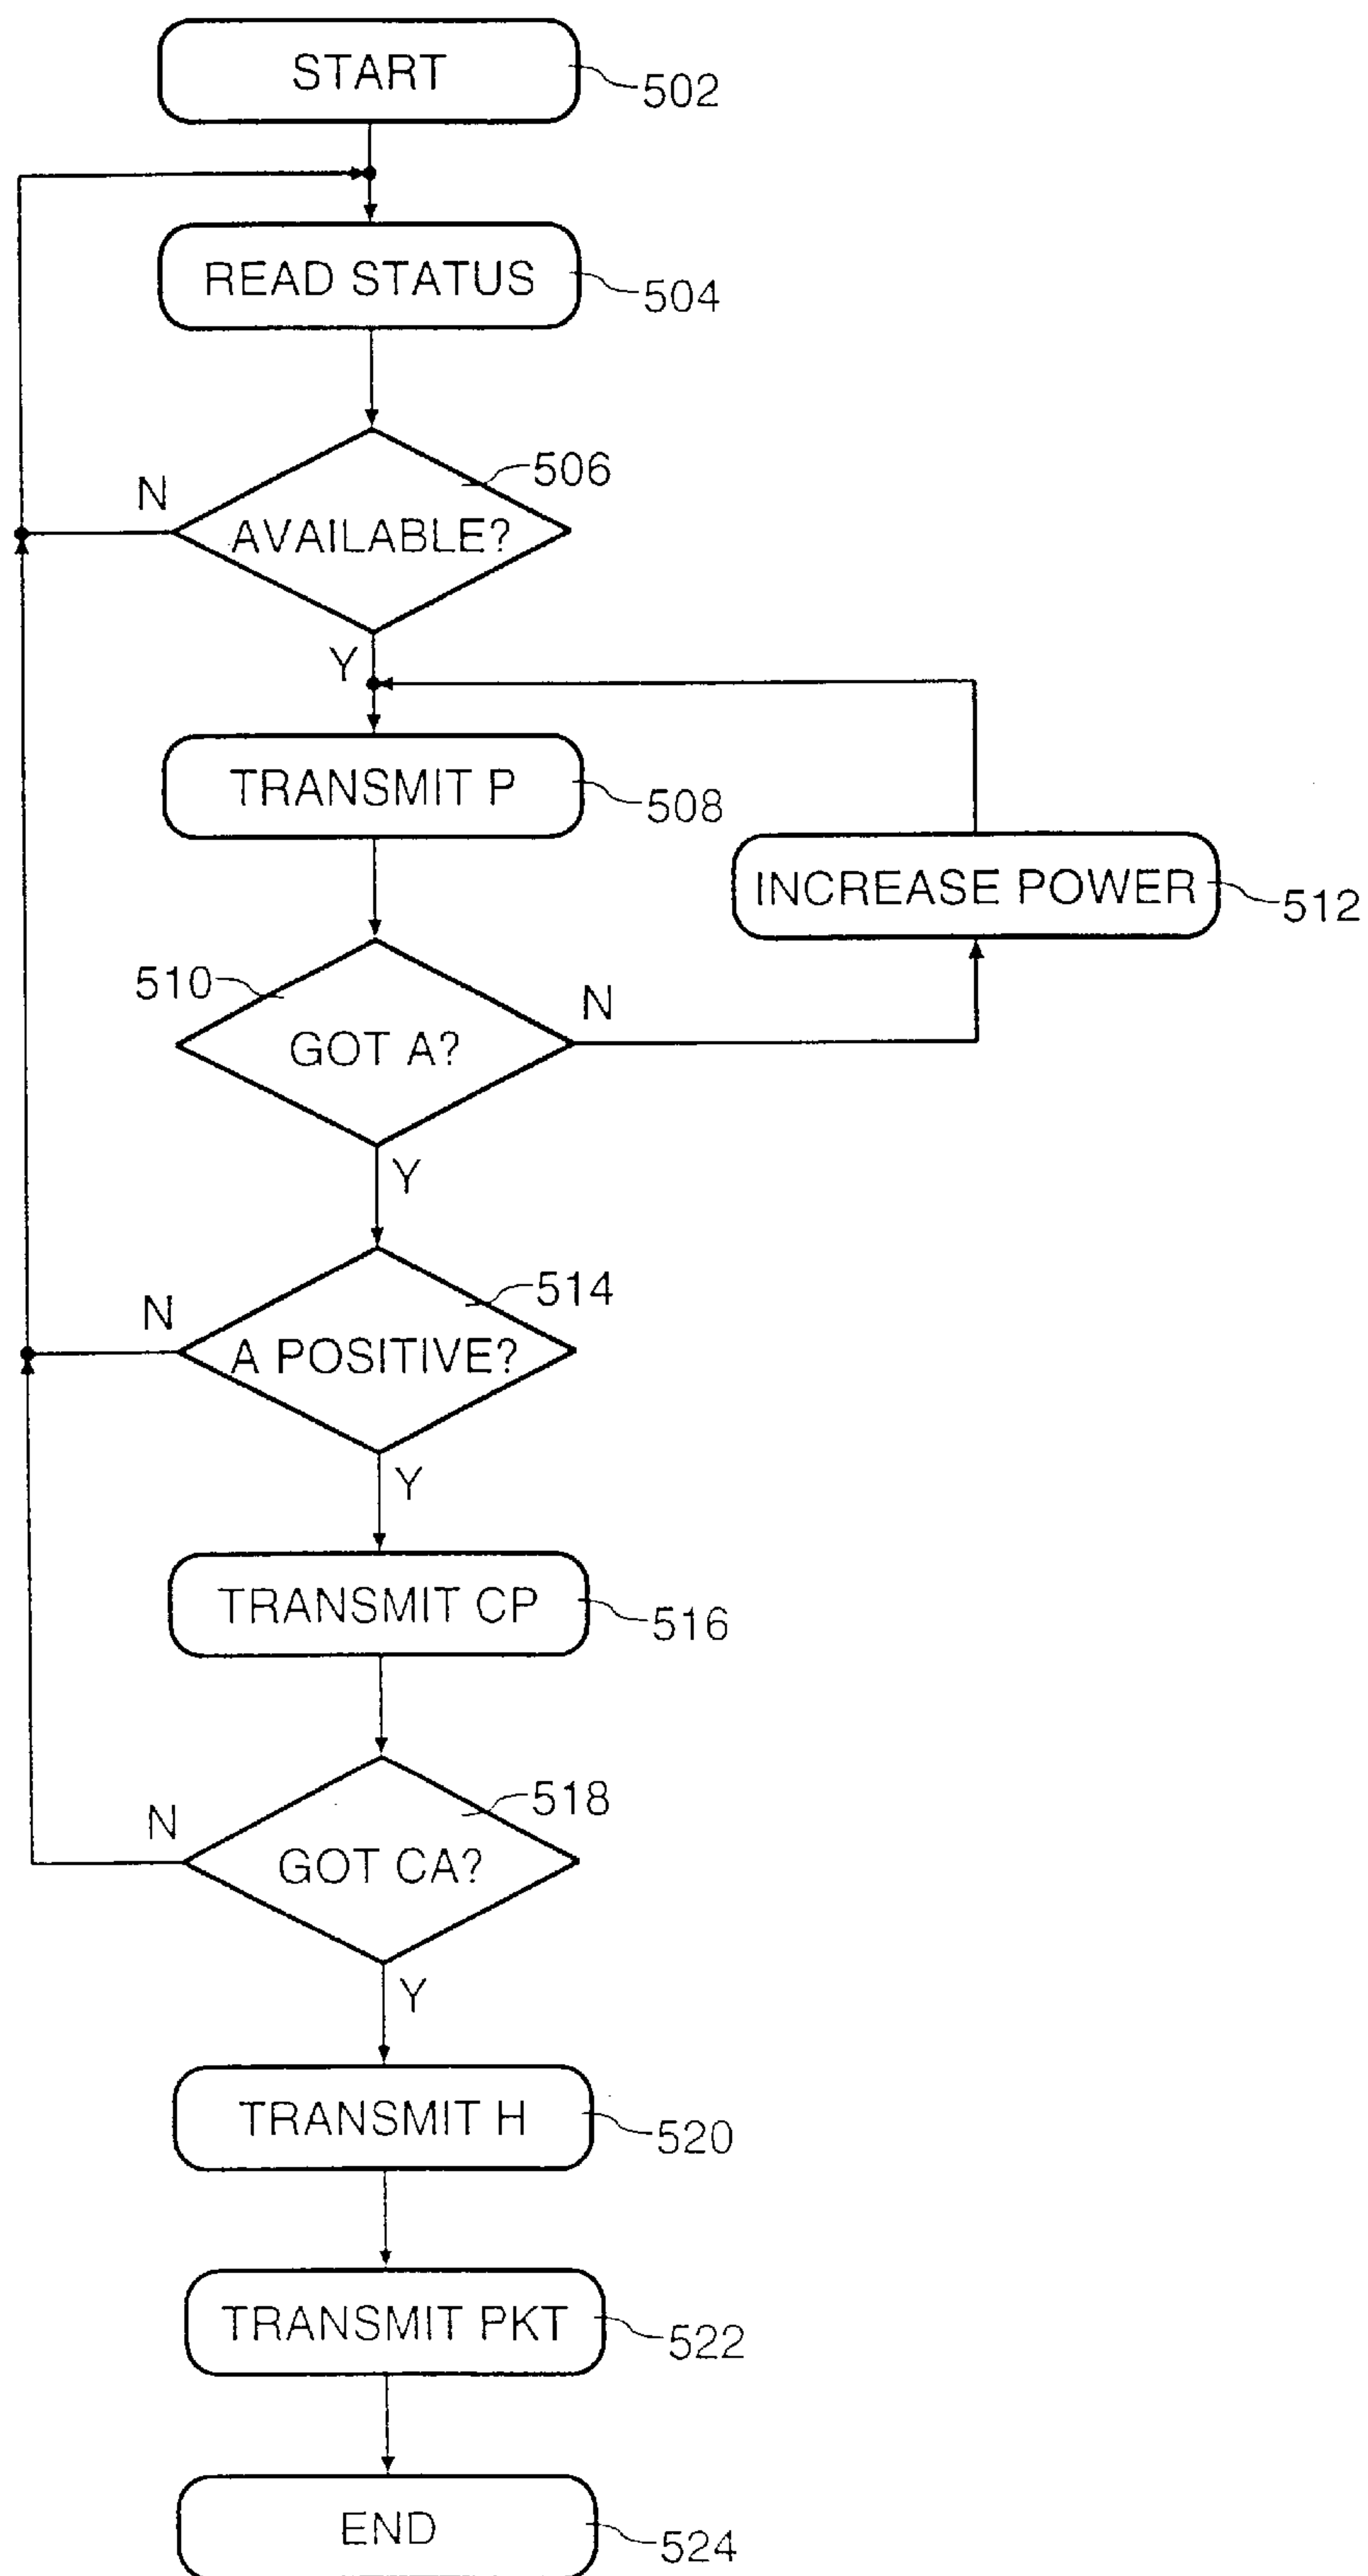 START
502
READ STATUS
504
506
N
AVAILABLE?
Y
TRANSMIT P
508
INCREASE POWER
512
510
N
GOT A?
Y
514
N
A POSITIVE?
Y
TRANSMIT CP
516
518
N
GOT CA?
Y
TRANSMIT H
520
TRANSMIT PKT
522
END
524